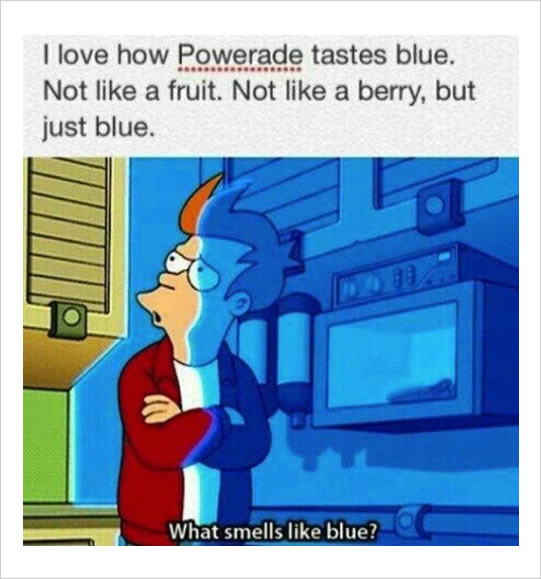 I love how Powerade tastes blue.
Not like a fruit. Not like a berry, but
just blue.
What smells like blue?